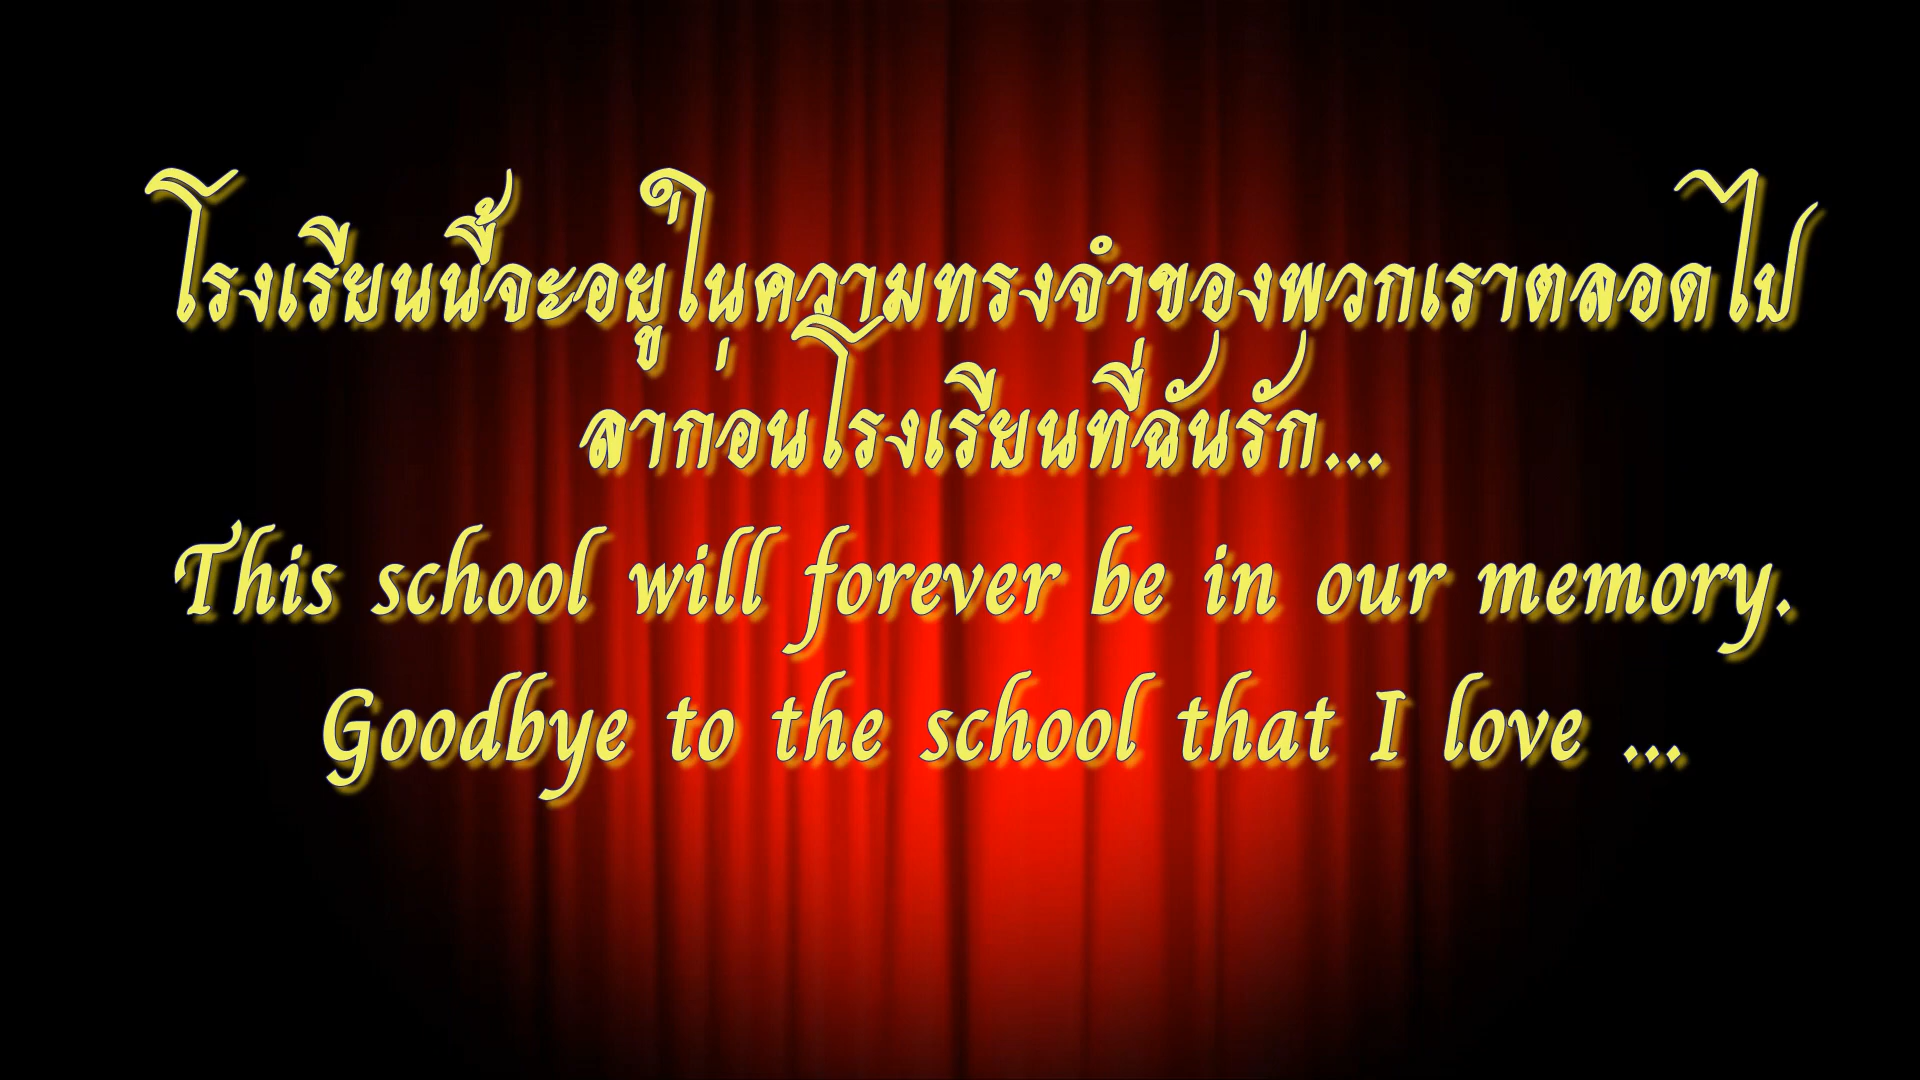 โรงเรียนนี้จะอยู่ในความทรงจำของพวกเราตลอดไป
ลาก่อนโรงเรียนที่ฉันรัก...
This school will forever be in our memory.
Goodbye to the school that I love ...